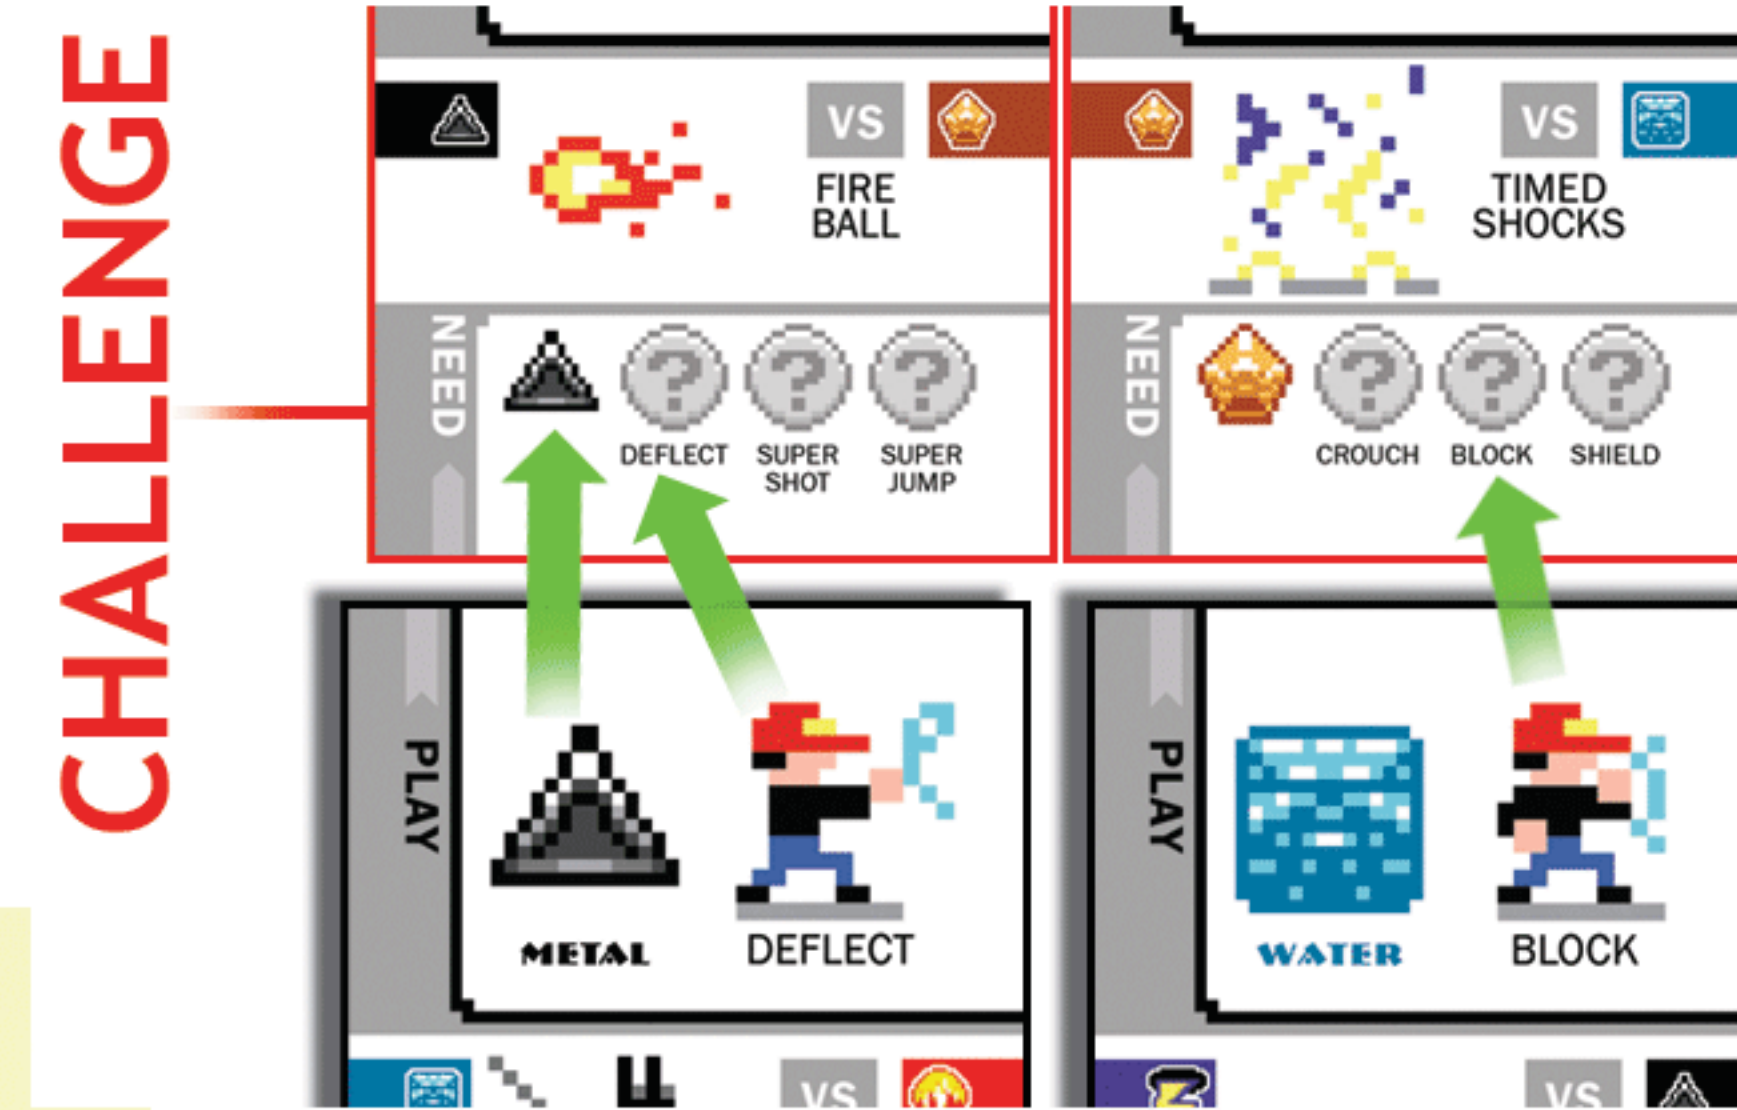 CHALLENGE
VS
FIRE
BALL
NEED
?
?
?
DEFLECT
SUPER
SHOT
SUPER
JUMP
VS
TIMED
SHOCKS
NEED
?
?
?
CROUCH
BLOCK
SHIELD
PLAY
METAL
DEFLECT
VS
PLAY
WATER
BLOCK
VS